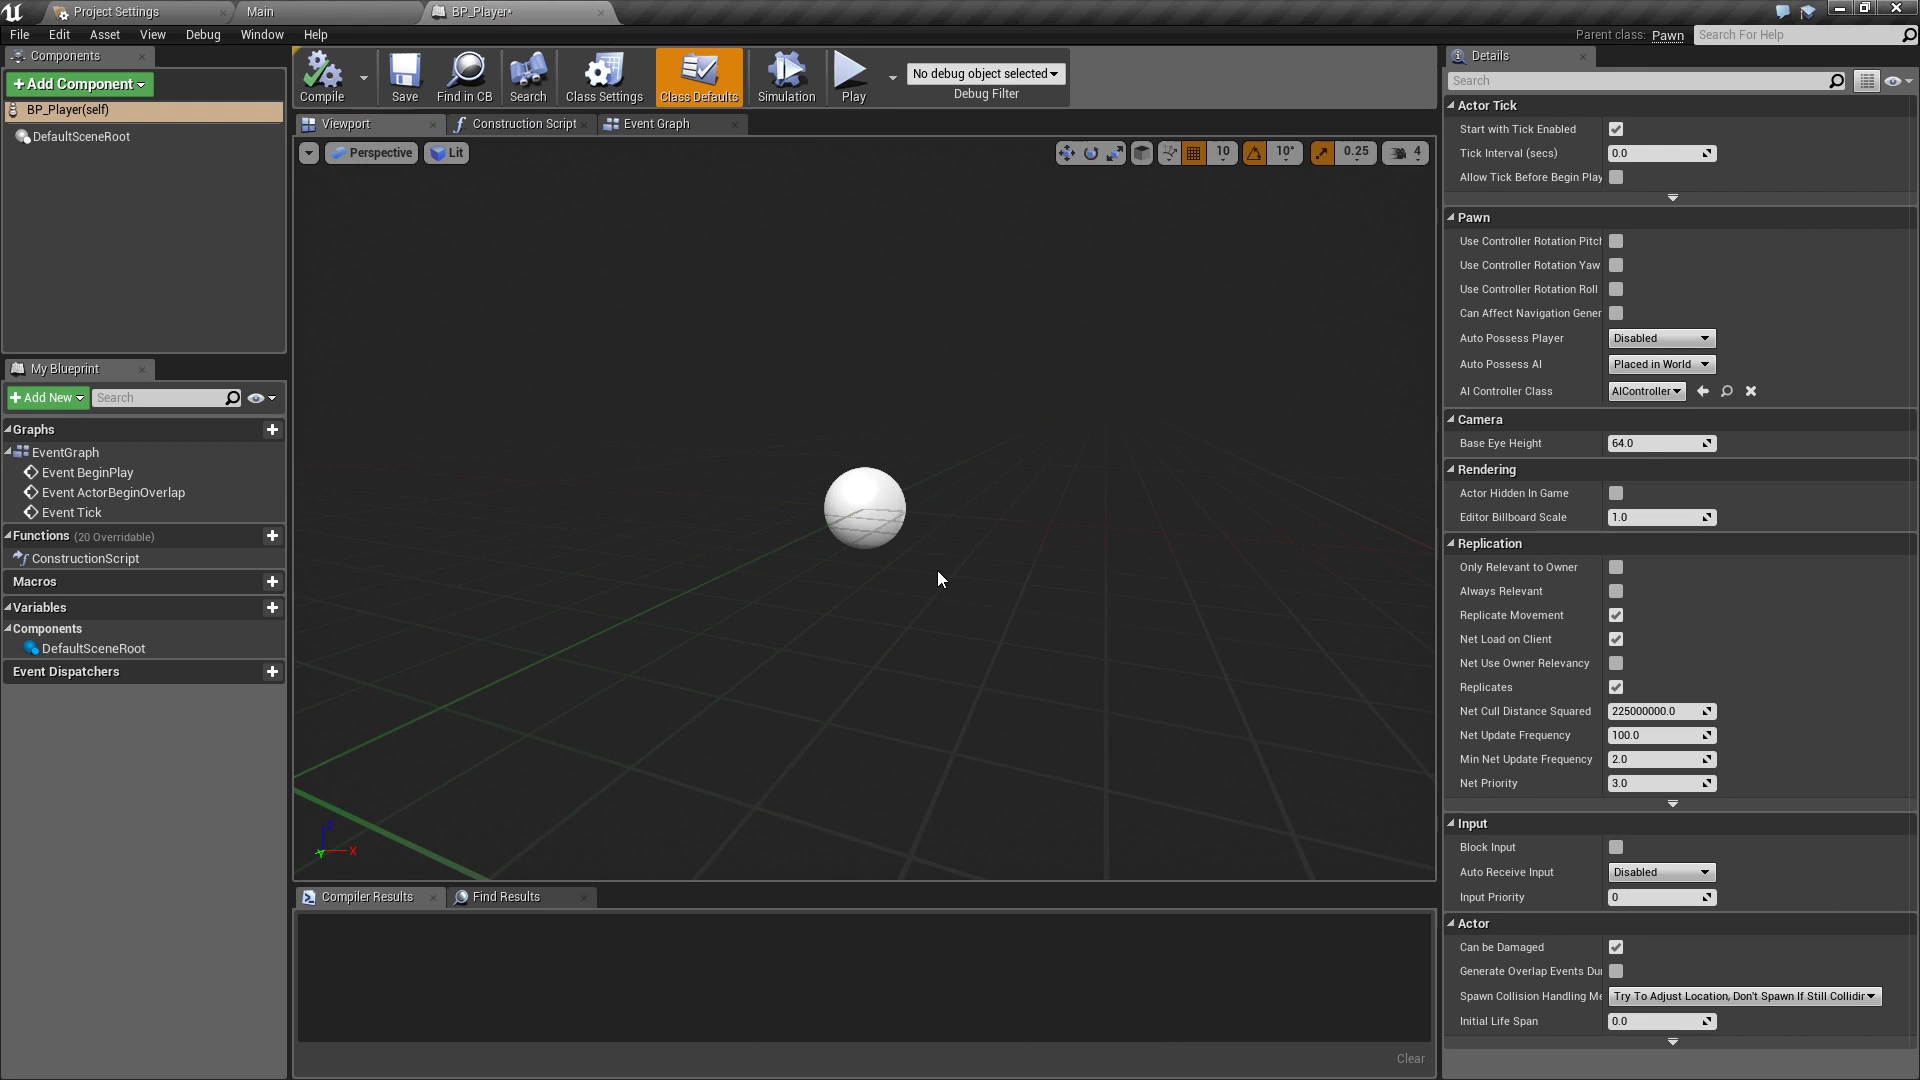 Project Settings
Main
BP_Player*
File Edit Asset View Debug Window Help
Parent class: Pawn
Search For Help
Components
+Add Component
BP_Player(self)
DefaultSceneRoot
My Blueprint
+Add New
Search
Graphs
EventGraph
Event BeginPlay
Event ActorBeginOverlap
Event Tick
Functions (20 Overridable)
ConstructionScript
Macros
Variables
Components
DefaultSceneRoot
Event Dispatchers
Compile
Save
Find in CB
Search
Class Settings
Class Defaults
Simulation
Play
No debug object selected
Debug Filter
Viewport
Construction Script
Event Graph
Perspective
Lit
10
10°
0.25
4
Z
Y
X
Compiler Results
Find Results
Clear
Details
Search
Actor Tick
Start with Tick Enabled
Tick Interval (secs) 0.0
Allow Tick Before Begin Play
Pawn
Use Controller Rotation Pitch
Use Controller Rotation Yaw
Use Controller Rotation Roll
Can Affect Navigation Gener
Auto Possess Player Disabled
Auto Possess AI Placed in World
AI Controller Class AIController
Camera
Base Eye Height 64.0
Rendering
Actor Hidden In Game
Editor Billboard Scale 1.0
Replication
Only Relevant to Owner
Always Relevant
Replicate Movement
Net Load on Client
Net Use Owner Relevancy
Replicates
Net Cull Distance Squared 225000000.0
Net Update Frequency 100.0
Min Net Update Frequency 2.0
Net Priority 3.0
Input
Block Input
Auto Receive Input Disabled
Input Priority 0
Actor
Can be Damaged
Generate Overlap Events Du
Spawn Collision Handling Me Try To Adjust Location, Don't Spawn If Still Collidir
Initial Life Span 0.0